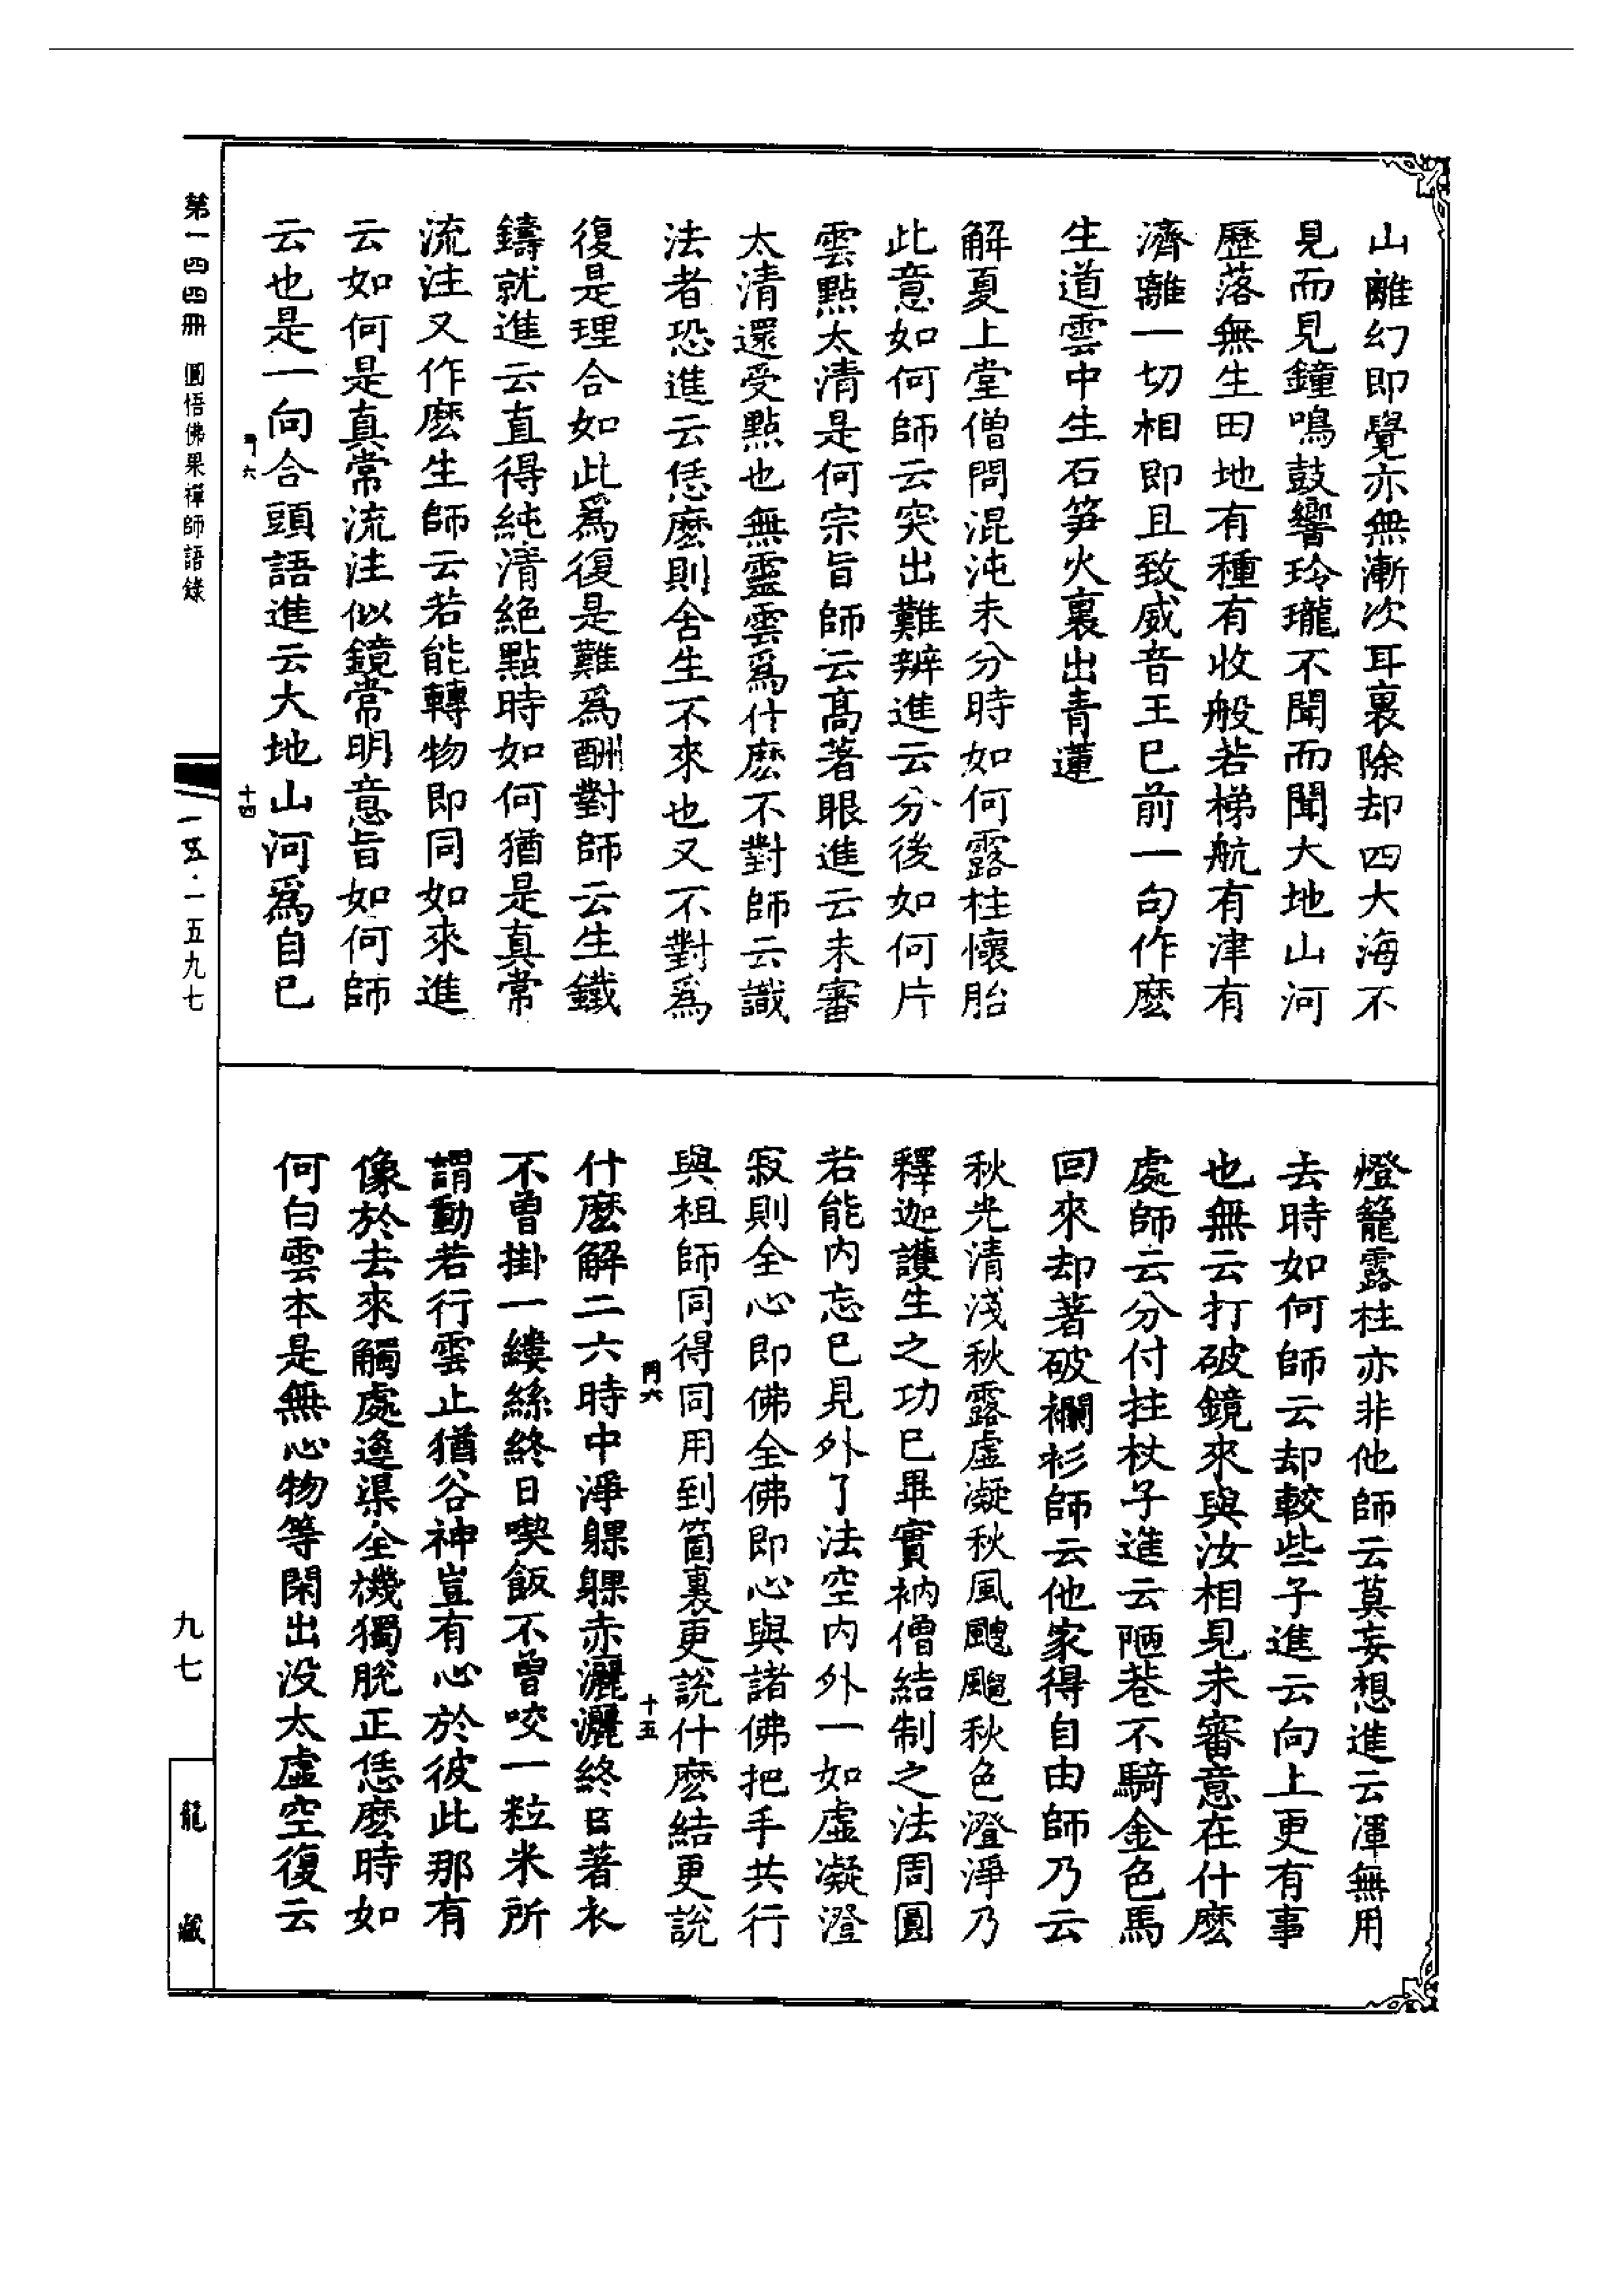 山離幻即覺亦無漸次耳裏除却四大海不
見而見鐘鳴鼓響玲瓏不聞而聞大地山河
歷落無生田地有種有收般若梯航有津有
濟離一切相即且致威音王已前一句作麽
生道雲中生石笋火裏出青蓮
解夏上堂僧問混沌未分時如何露柱懷胎
此意如何師云突出難辨進云分後如何片
雲點太清是何宗旨師云高著眼進云未審
太清還受點也無靈雲爲什麽不對師云識
法者恐進云恁麽則含生不來也又不對爲
復是理合如此爲復是難爲酬對師云生鐵
鑄就進云直得純清絕點時如何猶是真常
流注又作麽生師云若能轉物即同如來進
云如何是真常流注似鏡常明意旨如何師
云也是一向合頭語進云大地山河爲自已
十四
第一四四冊 圓悟佛果禪師語錄
一五·一五九七
燈籠露柱亦非他師云莫妄想進云渾無用
去時如何師云却較些子進云向上更有事
也無云打破鏡來與汝相見未審意在什麽
處師云分付拄杖子進云陋巷不騎金色馬
回來却著破襴衫師云他家得自由師乃云
秋光清淺秋露虛凝秋風颸颸秋色澄淨乃
釋迦護生之功已畢實衲僧結制之法周圓
若能内忘已見外了法空内外一如虛凝澄
寂則全心即佛全佛即心與諸佛把手共行
與祖師同得同用到箇裏更說什麽結更說
十五
什麽解二六時中淨躶躶赤灑灑終日著衣
不曾掛一縷絲終日喫飯不曾咬一粒米所
謂動若行雲止猶谷神豈有心於彼此那有
像於去來觸處逢渠全機獨脫正恁麽時如
何白雲本是無心物等閑出没太虛空復云
九七
龍藏